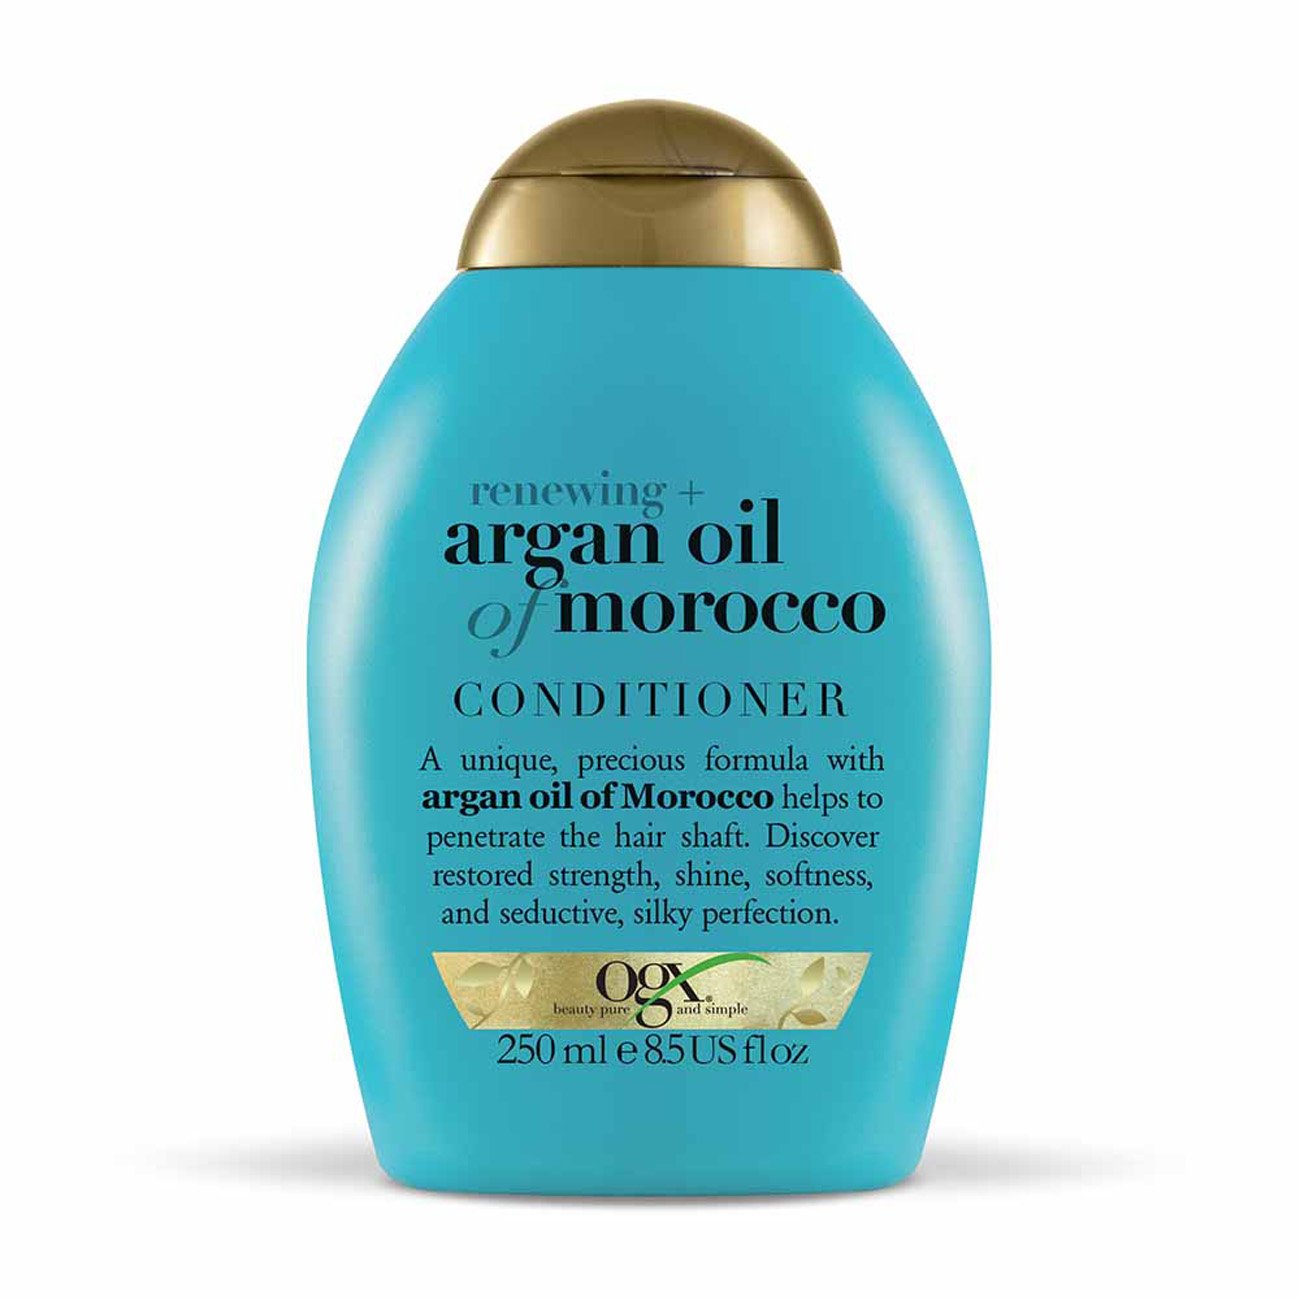 renewing +
argan oil
of morocco
CONDITIONER
A unique, precious formula with
argan oil of Morocco helps to
penetrate the hair shaft. Discover
restored strength, shine, softness,
and seductive, silky perfection.
ogx®
beauty pure and simple
250 ml ℮ 8.5 US fl oz